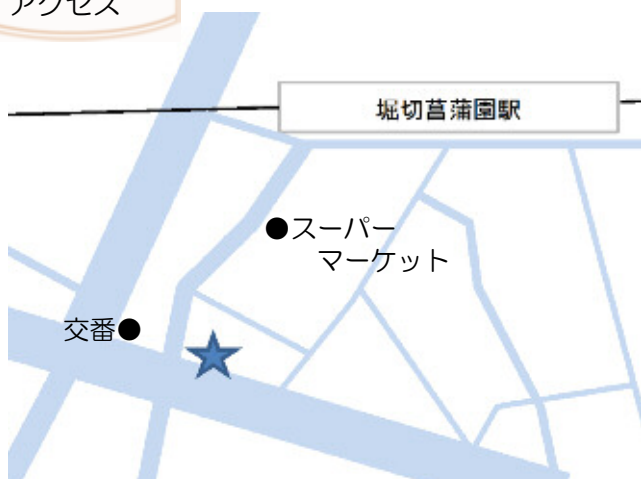 アクセス
堀切菖蒲園駅
●スーパー
マーケット
交番●